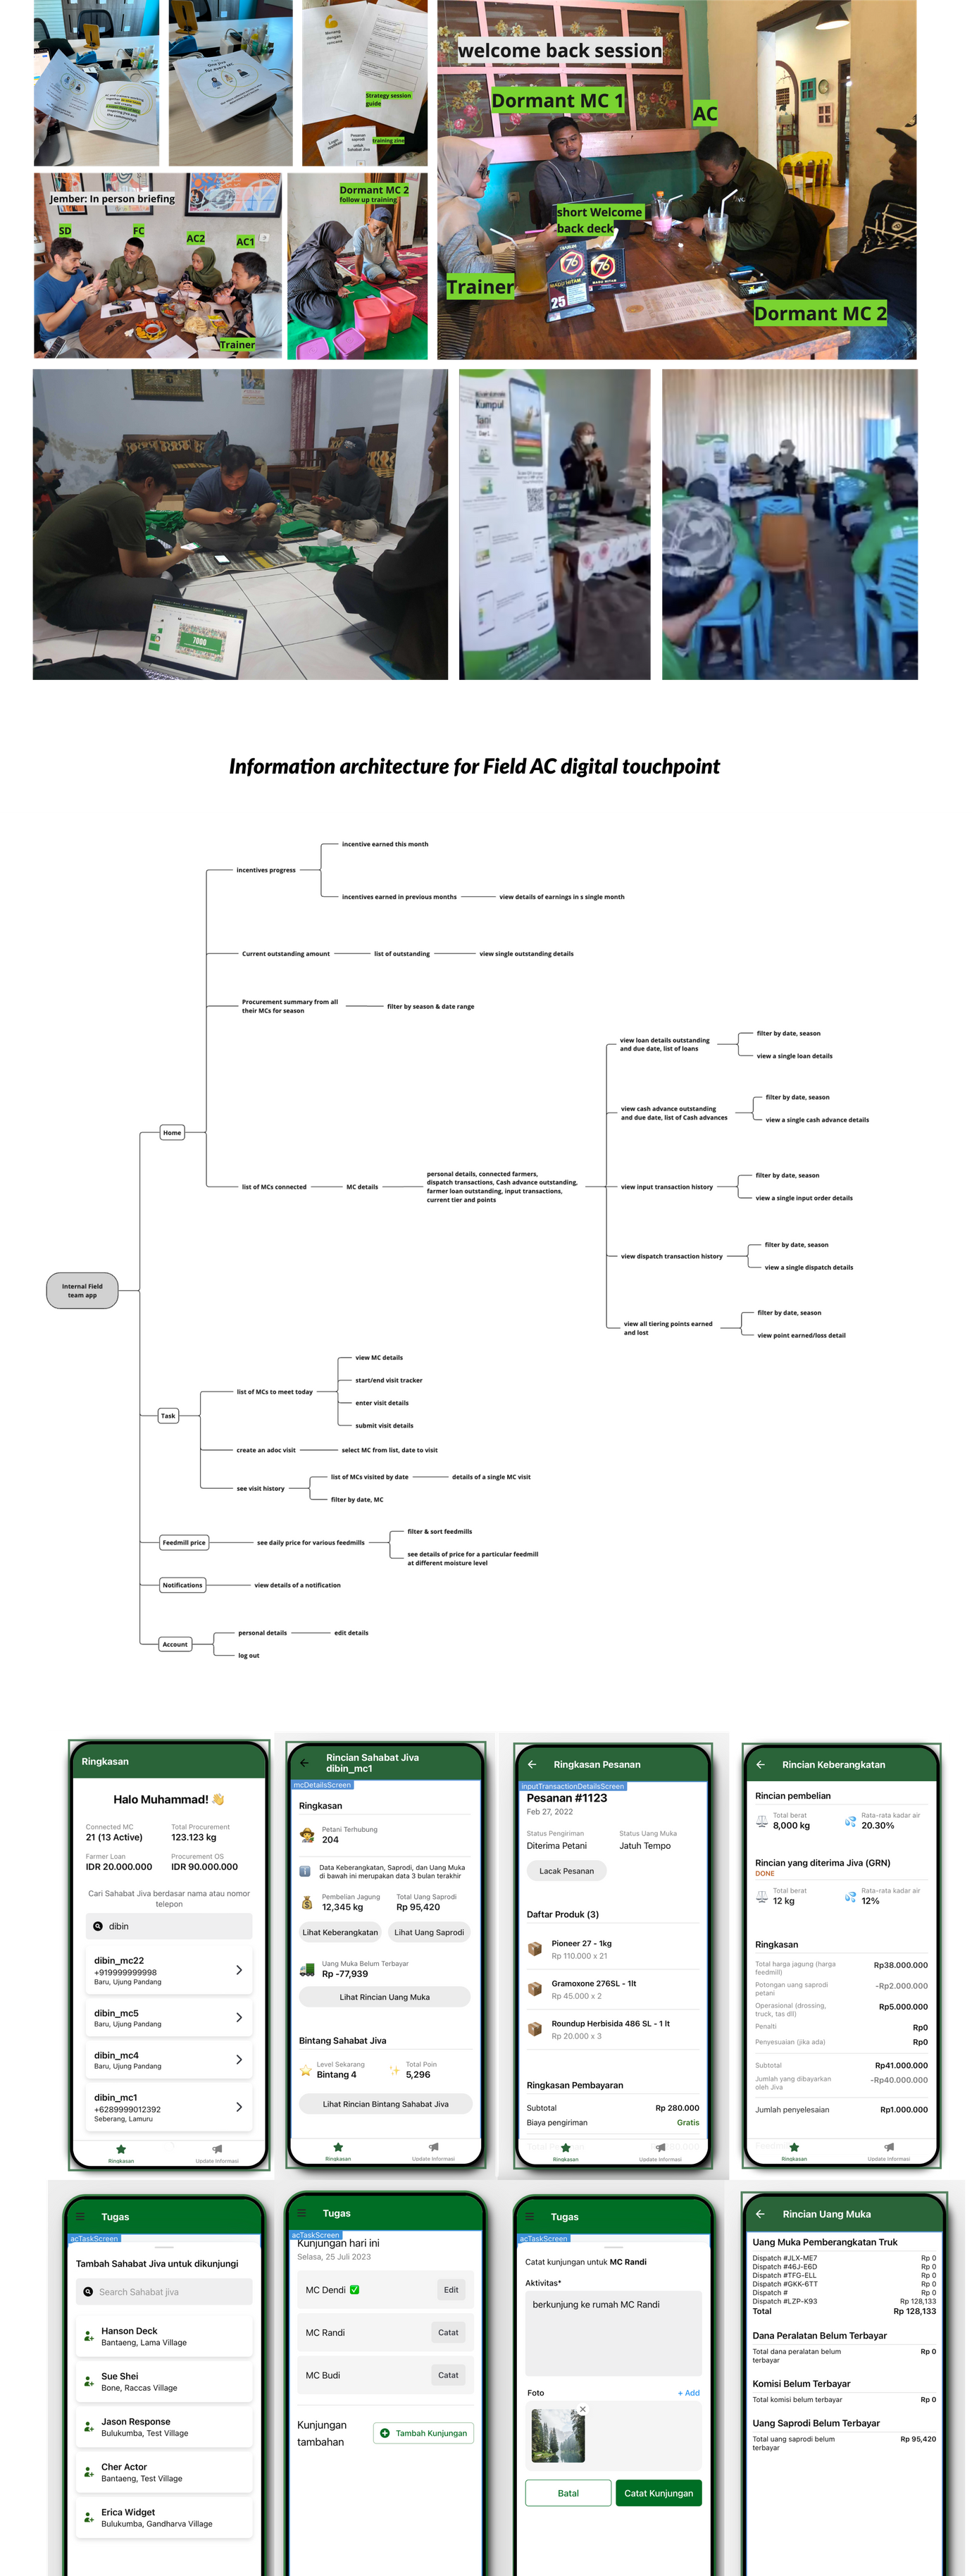 Strategy session
guide
training zine
welcome back session
Dormant MC 1
AC
short Welcome
back deck
Trainer
Dormant MC 2
76
76
25
Jember: In person briefing
SD
FC
AC2
AC1
Trainer
Dormant MC 2
follow up training
7000
Kumpul
Tani
Information architecture for Field AC digital touchpoint
incentive earned this month
incentives progress
incentives earned in previous months
view details of earnings in s single month
Current outstanding amount
list of outstanding
view single outstanding details
Procurement summary from all
their MCs for season
filter by season & date range
view loan details outstanding
and due date, list of loans
filter by date, season
view a single loan details
view cash advance outstanding
and due date, list of Cash advances
filter by date, season
view a single cash advance details
Home
list of MCs connected
MC details
personal details, connected farmers,
dispatch transactions, Cash advance outstanding,
farmer loan outstanding, input transactions,
current tier and points
view input transaction history
filter by date, season
view a single input order details
view dispatch transaction history
filter by date, season
view a single dispatch details
Internal Field
team app
view all tiering points earned
and lost
filter by date, season
view point earned/loss detail
Task
list of MCs to meet today
view MC details
start/end visit tracker
enter visit details
submit visit details
create an adoc visit
select MC from list, date to visit
see visit history
list of MCs visited by date
details of a single MC visit
filter by date, MC
Feedmill price
see daily price for various feedmills
filter & sort feedmills
see details of price for a particular feedmill
at different moisture level
Notifications
view details of a notification
Account
personal details
edit details
log out
Ringkasan
Halo Muhammad! 👋
Connected MC
Total Procurement
21 (13 Active)
123.123 kg
Farmer Loan
Procurement OS
IDR 20.000.000
IDR 90.000.000
Cari Sahabat Jiva berdasar nama atau nomor
telepon
dibin
dibin_mc22
+919999999998
Baru, Ujung Pandang
dibin_mc5
Baru, Ujung Pandang
dibin_mc4
Baru, Ujung Pandang
dibin_mc1
+6289999012392
Seberang, Lamuru
Ringkasan
Update Informasi
Rincian Sahabat Jiva
dibin_mc1
mcDetailsScreen
Ringkasan
Petani Terhubung
204
Data Keberangkatan, Saprodi, dan Uang Muka
di bawah ini merupakan data 3 bulan terakhir
Pembelian Jagung
Total Uang Saprodi
12,345 kg
Rp 95,420
Lihat Keberangkatan
Lihat Uang Saprodi
Uang Muka Belum Terbayar
Rp -77,939
Lihat Rincian Uang Muka
Bintang Sahabat Jiva
Level Sekarang
Total Poin
Bintang 4
5,296
Lihat Rincian Bintang Sahabat Jiva
Ringkasan
Update Informasi
Ringkasan Pesanan
inputTransactionDetailsScreen
Pesanan #1123
Feb 27, 2022
Status Pengiriman
Status Uang Muka
Diterima Petani
Jatuh Tempo
Lacak Pesanan
Daftar Produk (3)
Pioneer 27 - 1kg
Rp 110.000 x 21
Gramoxone 276SL - 1lt
Rp 45.000 x 2
Roundup Herbisida 486 SL - 1 lt
Rp 20.000 x 3
Ringkasan Pembayaran
Subtotal
Rp 280.000
Biaya pengiriman
Gratis
Ringkasan
Update Informasi
Rincian Keberangkatan
Rincian pembelian
Total berat
Rata-rata kadar air
8,000 kg
20.30%
Rincian yang diterima Jiva (GRN)
DONE
Total berat
Rata-rata kadar air
12 kg
12%
Ringkasan
Total harga jagung (harga
feedmill)
Rp38.000.000
Potongan uang saprodi
petani
-Rp2.000.000
Operasional (drossing,
truck, tas dll)
Rp5.000.000
Penalti
Rp0
Penyesuaian (jika ada)
Rp0
Subtotal
Rp41.000.000
Jumlah yang dibayarkan
oleh Jiva
-Rp40.000.000
Jumlah penyelesaian
Rp1.000.000
Ringkasan
Update Informasi
Tugas
acTaskScreen
Tambah Sahabat Jiva untuk dikunjungi
Search Sahabat jiva
Hanson Deck
Bantaeng, Lama Village
Sue Shei
Bone, Raccas Village
Jason Response
Bulukumba, Test Village
Cher Actor
Bantaeng, Test Village
Erica Widget
Bulukumba, Gandharva Village
Tugas
acTaskScreen
Kunjungan hari ini
Selasa, 25 Juli 2023
MC Dendi ✅
Edit
MC Randi
Catat
MC Budi
Catat
Kunjungan
tambahan
Tambah Kunjungan
Tugas
acTaskScreen
Catat kunjungan untuk MC Randi
Aktivitas*
berkunjung ke rumah MC Randi
Foto
+ Add
Batal
Catat Kunjungan
Rincian Uang Muka
Uang Muka Pemberangkatan Truk
Dispatch #JLX-ME7
Rp 0
Dispatch #46J-E6D
Rp 0
Dispatch #TFG-ELL
Rp 0
Dispatch #GKK-6TT
Rp 0
Dispatch #
Rp 0
Dispatch #LZP-K93
Rp 128,133
Total
Rp 128,133
Dana Peralatan Belum Terbayar
Total dana peralatan belum
terbayar
Rp 0
Komisi Belum Terbayar
Total komisi belum terbayar
Rp 0
Uang Saprodi Belum Terbayar
Total uang saprodi belum
terbayar
Rp 95,420